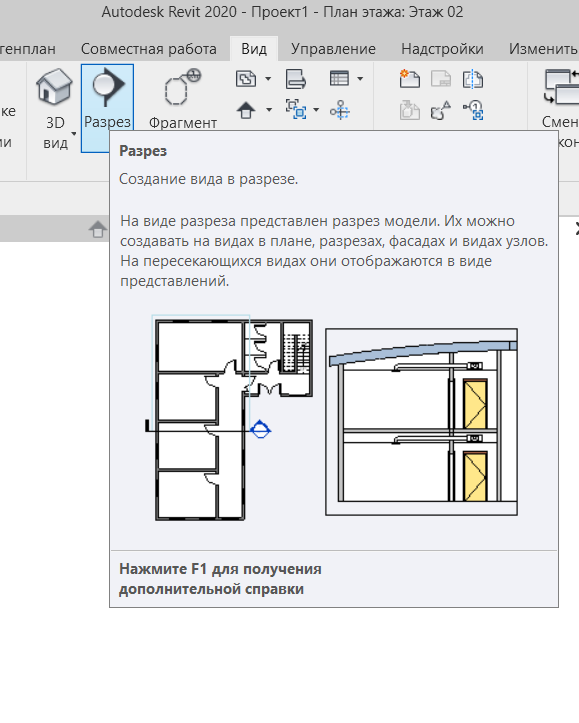 Autodesk Revit 2020 - Проект1 - План этажа: Этаж 02
генплан Совместная работа Вид Управление Надстройки Изменить
ке
ии
3D
вид
Разрез
Фрагмент
Смен
кон
Разрез
Создание вида в разрезе.
На виде разреза представлен разрез модели. Их можно
создавать на видах в плане, разрезах, фасадах и видах узлов.
На пересекающихся видах они отображаются в виде
представлений.
Нажмите F1 для получения
дополнительной справки